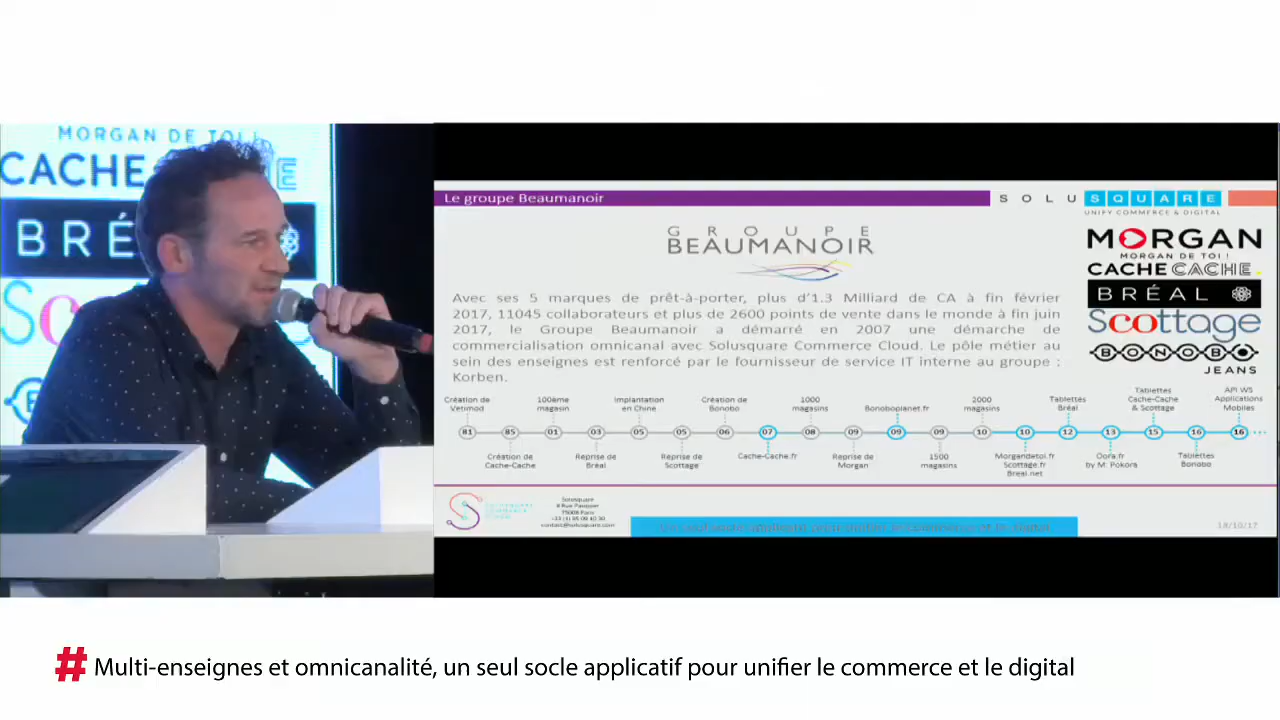 MORGAN DE TOI !
CACHE
BRÉ
Sc
Le groupe Beaumanoir
SOLUSQUARE
UNIFY COMMERCE & DIGITAL
GROUPE
BEAUMANOIR
MORGAN
MORGAN DE TOI !
CACHE CACHE.
BRÉAL
Scottage
BONOBO
JEANS
Avec ses 5 marques de prêt-à-porter, plus d'1.3 Milliard de CA à fin février
2017, 11045 collaborateurs et plus de 2600 points de vente dans le monde à fin juin
2017, le Groupe Beaumanoir a démarré en 2007 une démarche de
commercialisation omnicanal avec Solusquare Commerce Cloud. Le pôle métier au
sein des enseignes est renforcé par le fournisseur de service IT interne au groupe :
Korben.
Création de
Vetimod
100ème
magasin
Implantation
en Chine
Création de
Bonobo
1000
magasins
Bonoboplanet.fr
2000
magasins
Tablettes
Bréal
Tablettes
Cache-Cache
& Scottage
API WS
Applications
Mobiles
81 85 01 03 05 05 06 07 08 09 09 09 10 10 12 13 15 16 16 ...
Création de
Cache-Cache
Reprise de
Bréal
Reprise de
Scottage
Cache-Cache.fr
Reprise de
Morgan
1500
magasins
Morgandetoi.fr
Scottage.fr
Breal.net
Oora.fr
by M. Pokora
Tablettes
Bonobo
Solusquare
75008 Paris
contact@solusquare.com
18/10/17
# Multi-enseignes et omnicanalité, un seul socle applicatif pour unifier le commerce et le digital